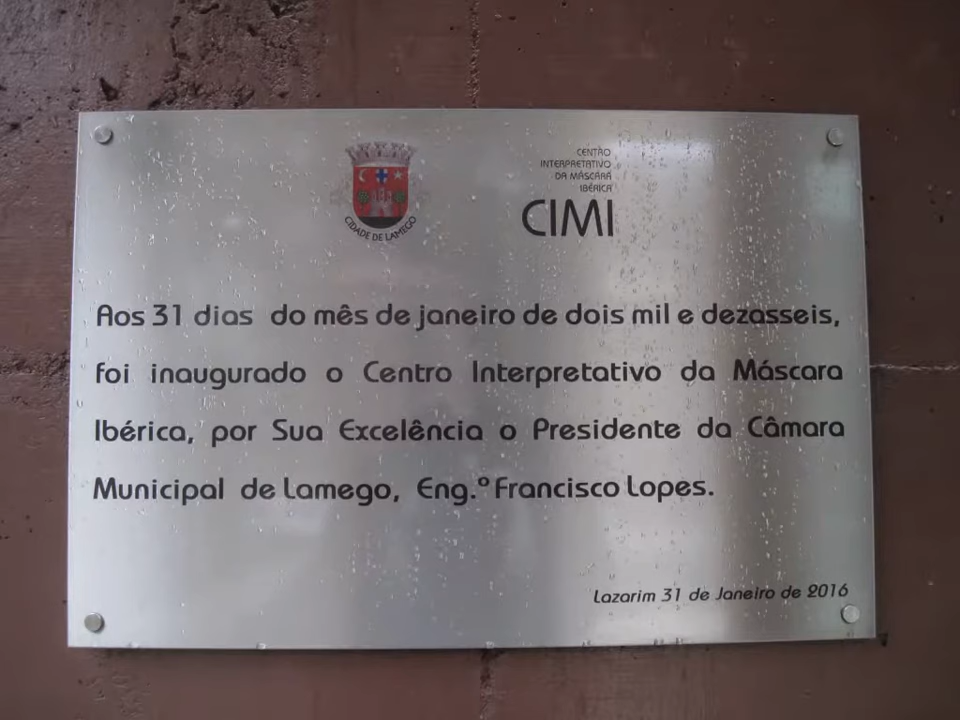 CIDADE DE LAMEGO
CENTRO
INTERPRETATIVO
DA MÁSCARA
IBÉRICA
CIMI
Aos 31 dias do mês de janeiro de dois mil e dezasseis,
foi inaugurado o Centro Interpretativo da Máscara
Ibérica, por Sua Excelência o Presidente da Câmara
Municipal de Lamego, Eng.º Francisco Lopes.
Lazarim 31 de Janeiro de 2016